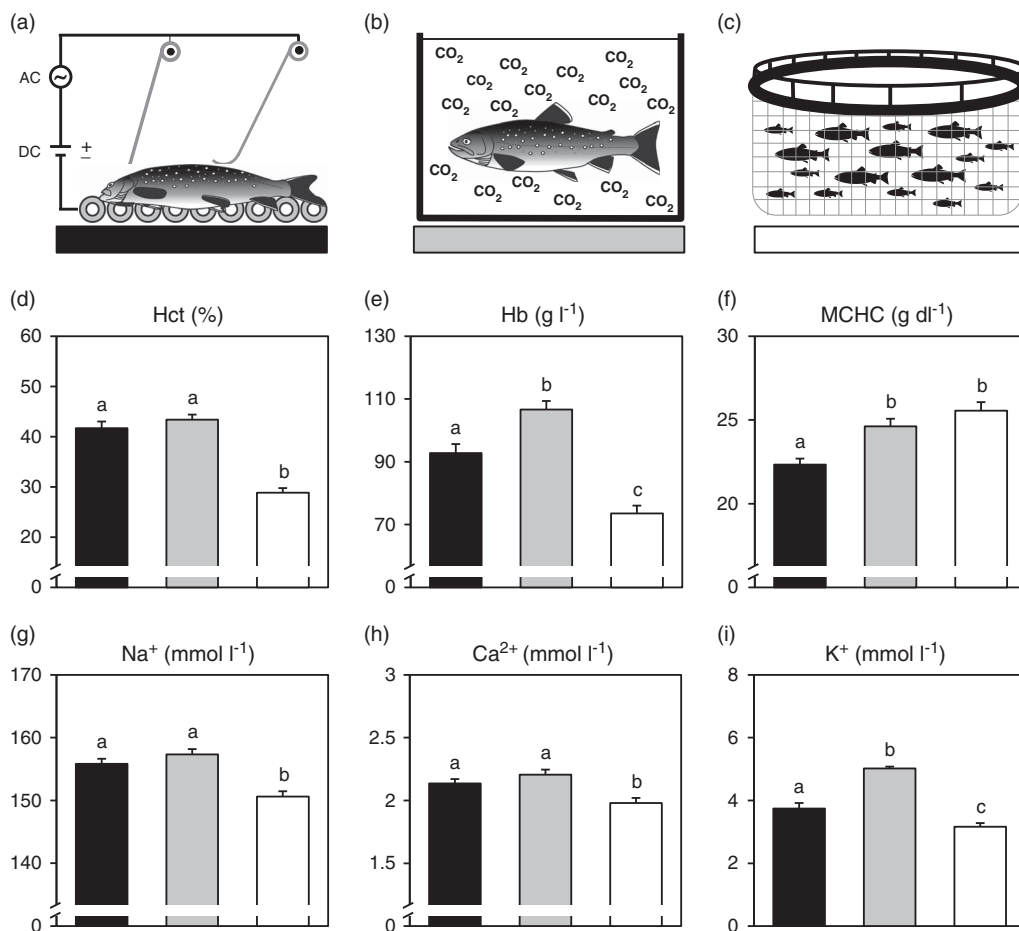 (a)
AC
DC
+
−
(b)
CO₂ CO₂ CO₂ CO₂
CO₂ CO₂ CO₂
CO₂ CO₂ CO₂ CO₂
CO₂ CO₂
CO₂ CO₂ CO₂ CO₂ CO₂
(c)
(d)
Hct (%)
60
50
40
30
20
0
a
a
b
(e)
Hb (g l⁻¹)
130
110
90
70
0
a
b
c
(f)
MCHC (g dl⁻¹)
30
25
20
0
a
b
b
(g)
Na⁺ (mmol l⁻¹)
170
160
150
140
0
a
a
b
(h)
Ca²⁺ (mmol l⁻¹)
3
2.5
2
1.5
0
a
a
b
(i)
K⁺ (mmol l⁻¹)
8
6
4
2
0
a
b
c